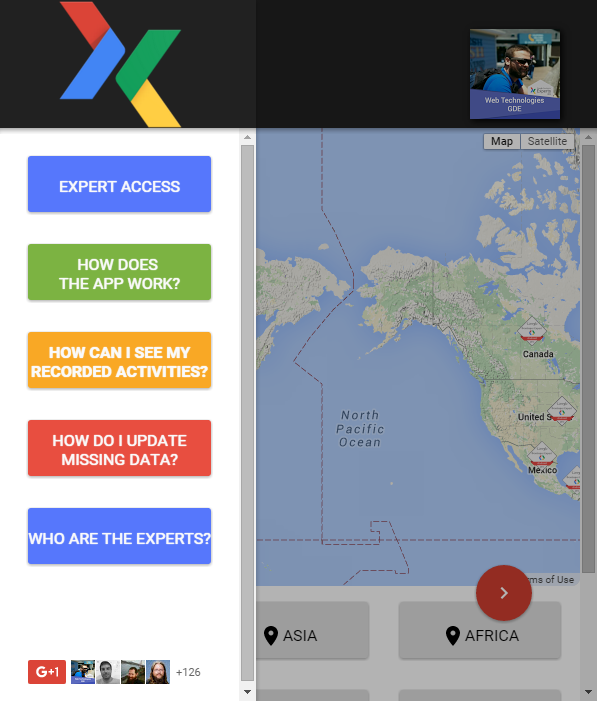 Web Technologies
GDE
EXPERT ACCESS
HOW DOES
THE APP WORK?
HOW CAN I SEE MY
RECORDED ACTIVITIES?
HOW DO I UPDATE
MISSING DATA?
WHO ARE THE EXPERTS?
G+1
+126
Map
Satellite
Canada
United S
Mexico
North
Pacific
Ocean
ms of Use
ASIA
AFRICA